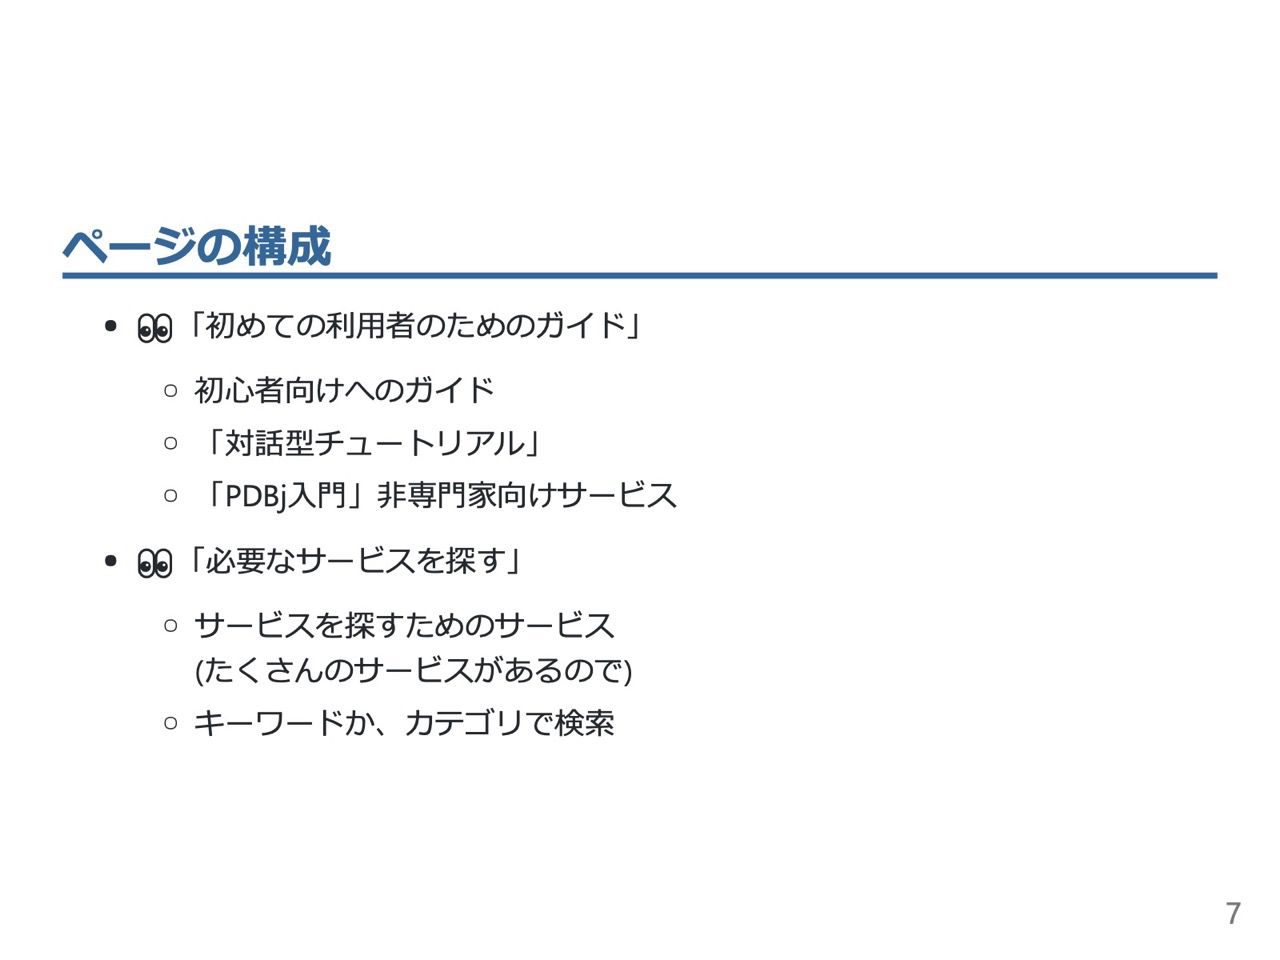 ページの構成
• 👀「初めての利用者のためのガイド」
○ 初心者向けへのガイド
○ 「対話型チュートリアル」
○ 「PDBj入門」非専門家向けサービス
• 👀「必要なサービスを探す」
○ サービスを探すためのサービス
(たくさんのサービスがあるので)
○ キーワードか、カテゴリで検索
7